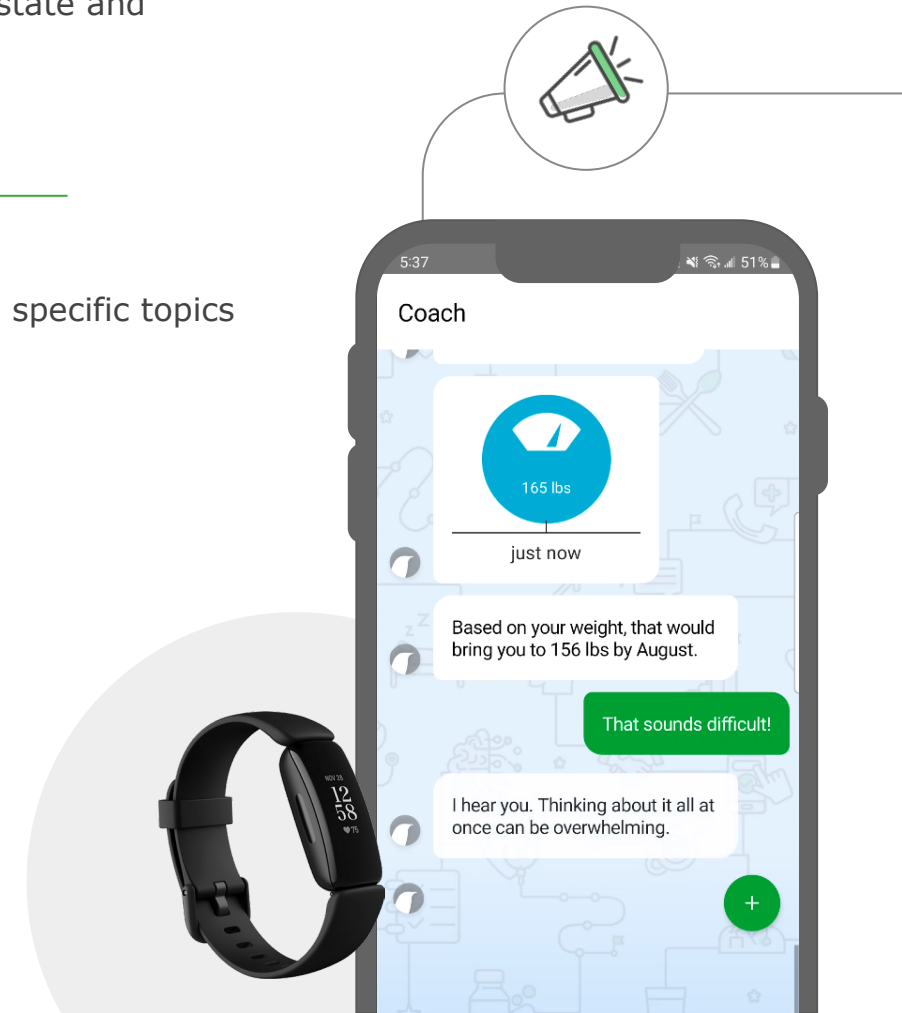 state and
specific topics
5:37
51%
Coach
165 lbs
just now
Based on your weight, that would
bring you to 156 lbs by August.
That sounds difficult!
I hear you. Thinking about it all at
once can be overwhelming.
+
NOV 28
12
58
75